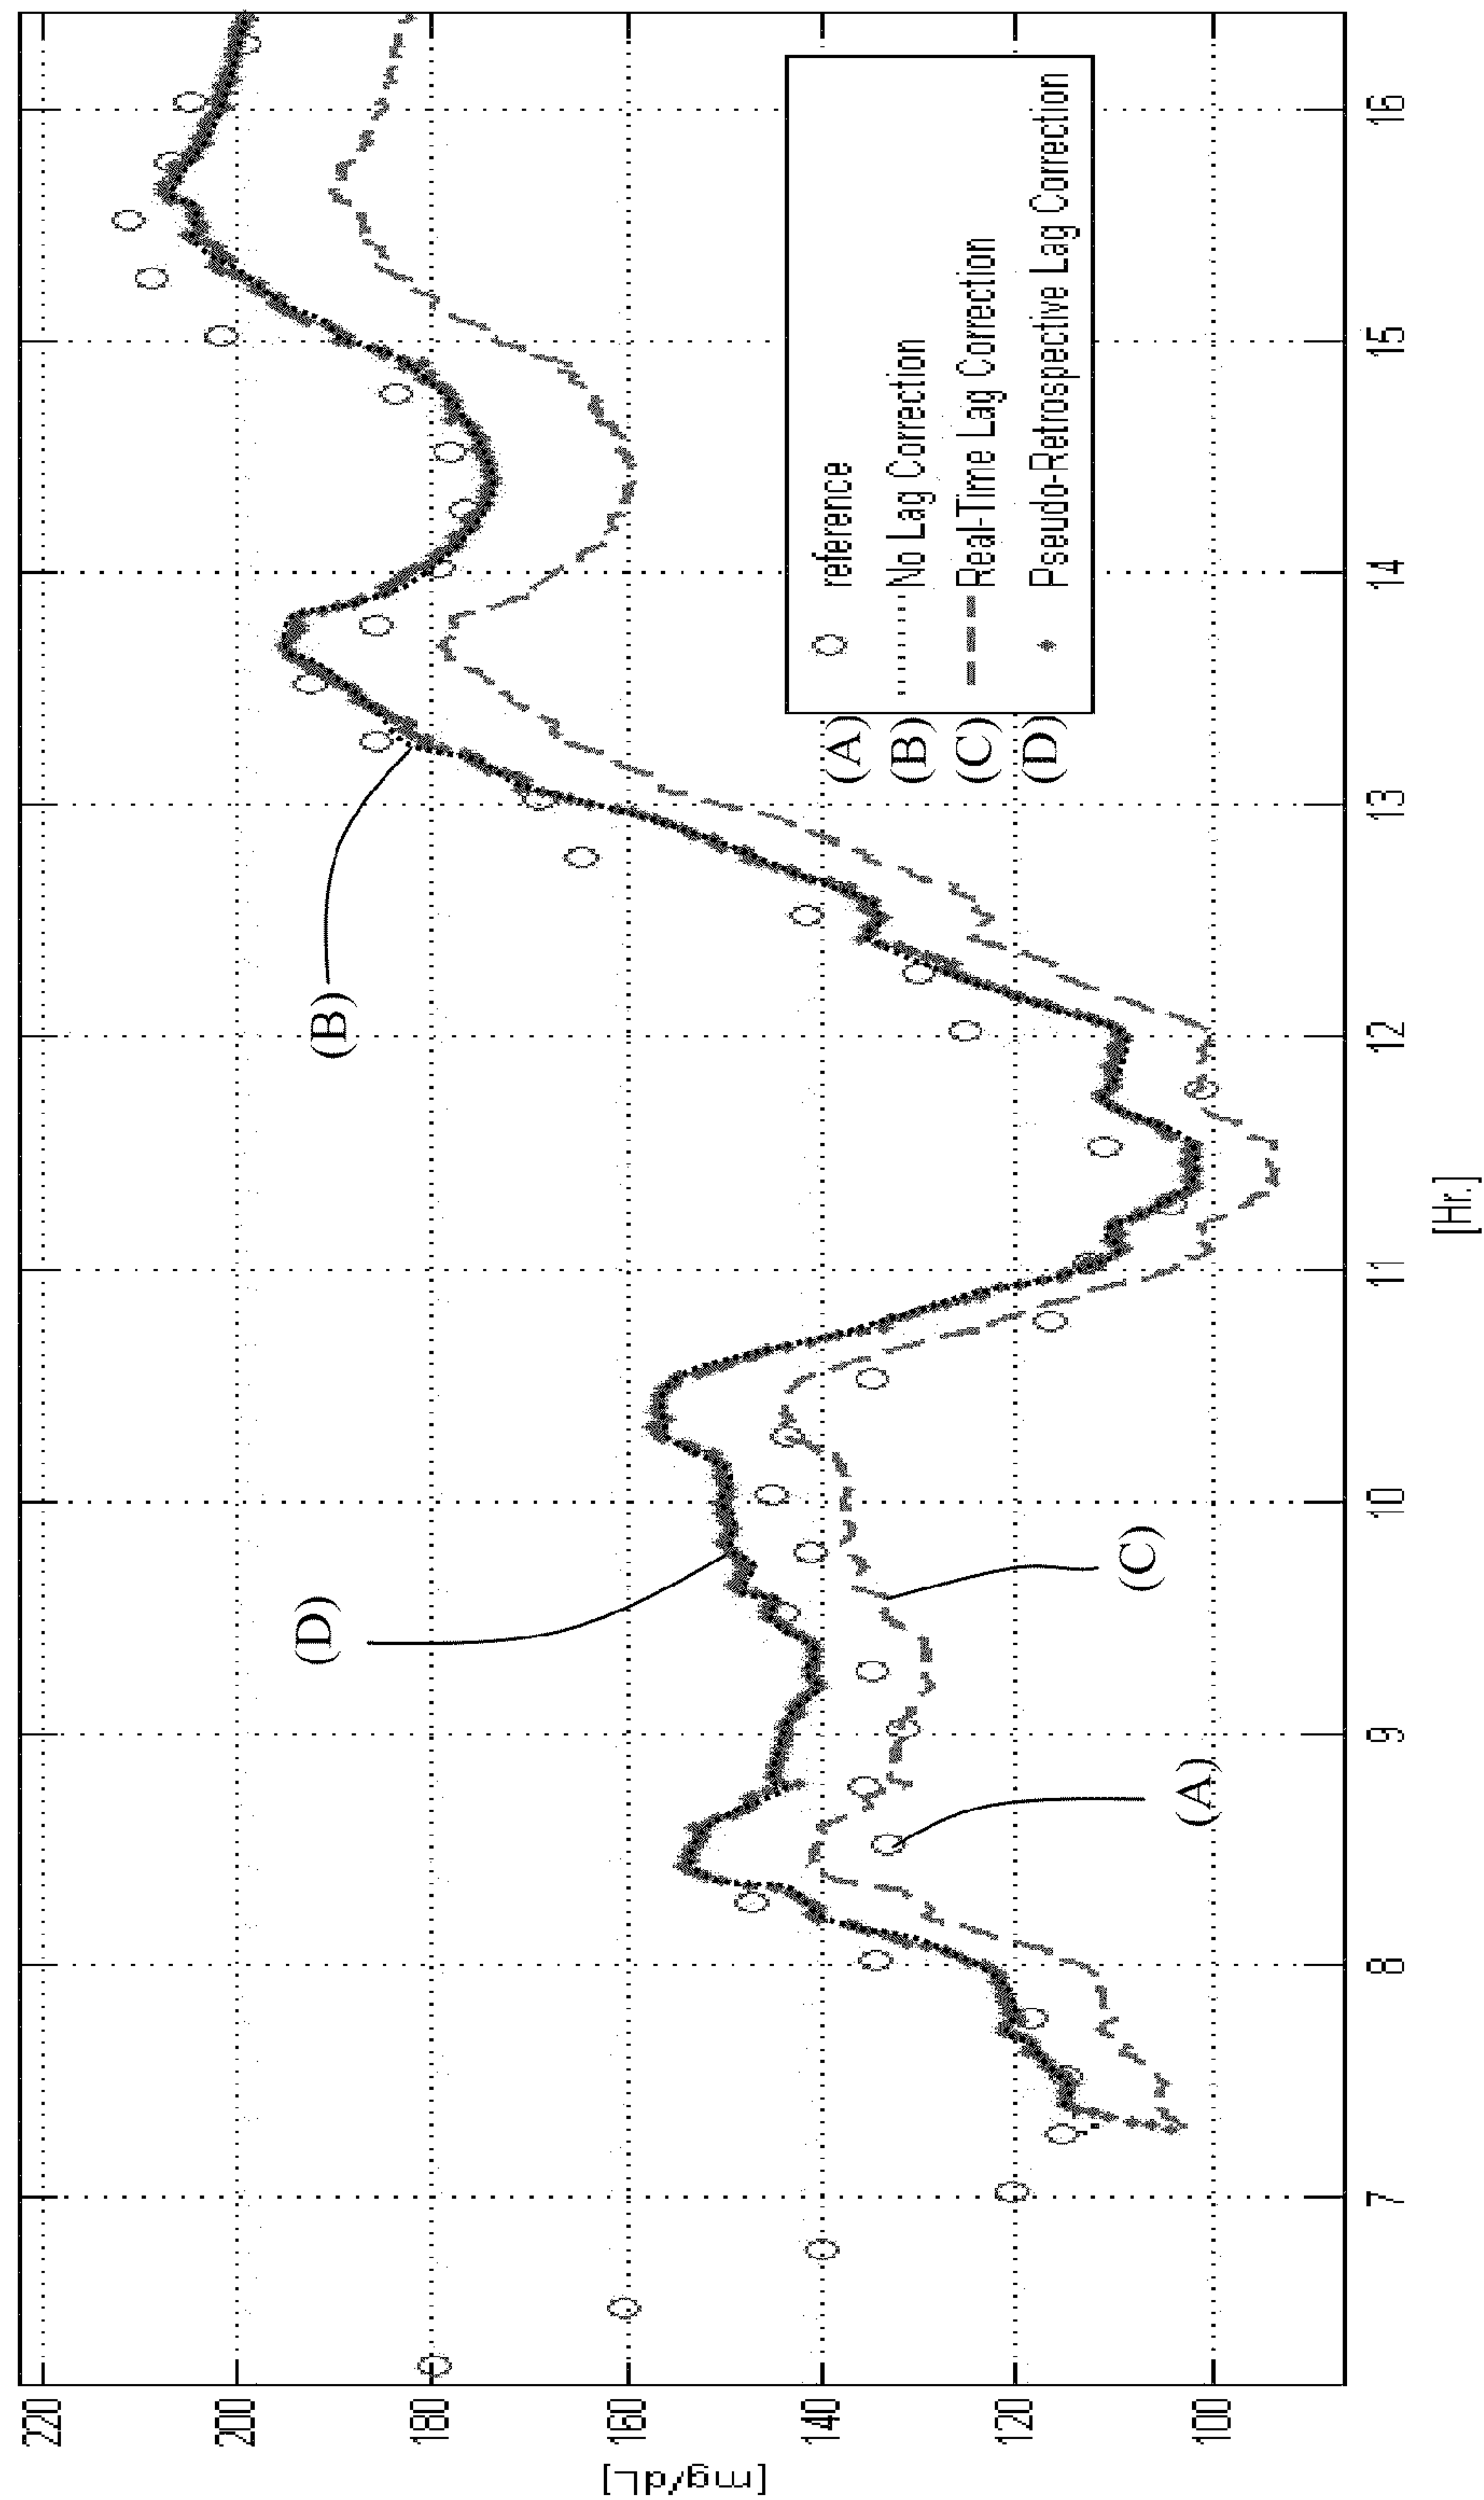 [mg/dL]
220
200
180
160
140
120
100
7
8
9
10
11
12
13
14
15
16
[Hr.]
(A) reference
(B) No Lag Correction
(C) Real-Time Lag Correction
(D) Pseudo-Retrospective Lag Correction
(D)
(B)
(A)
(C)